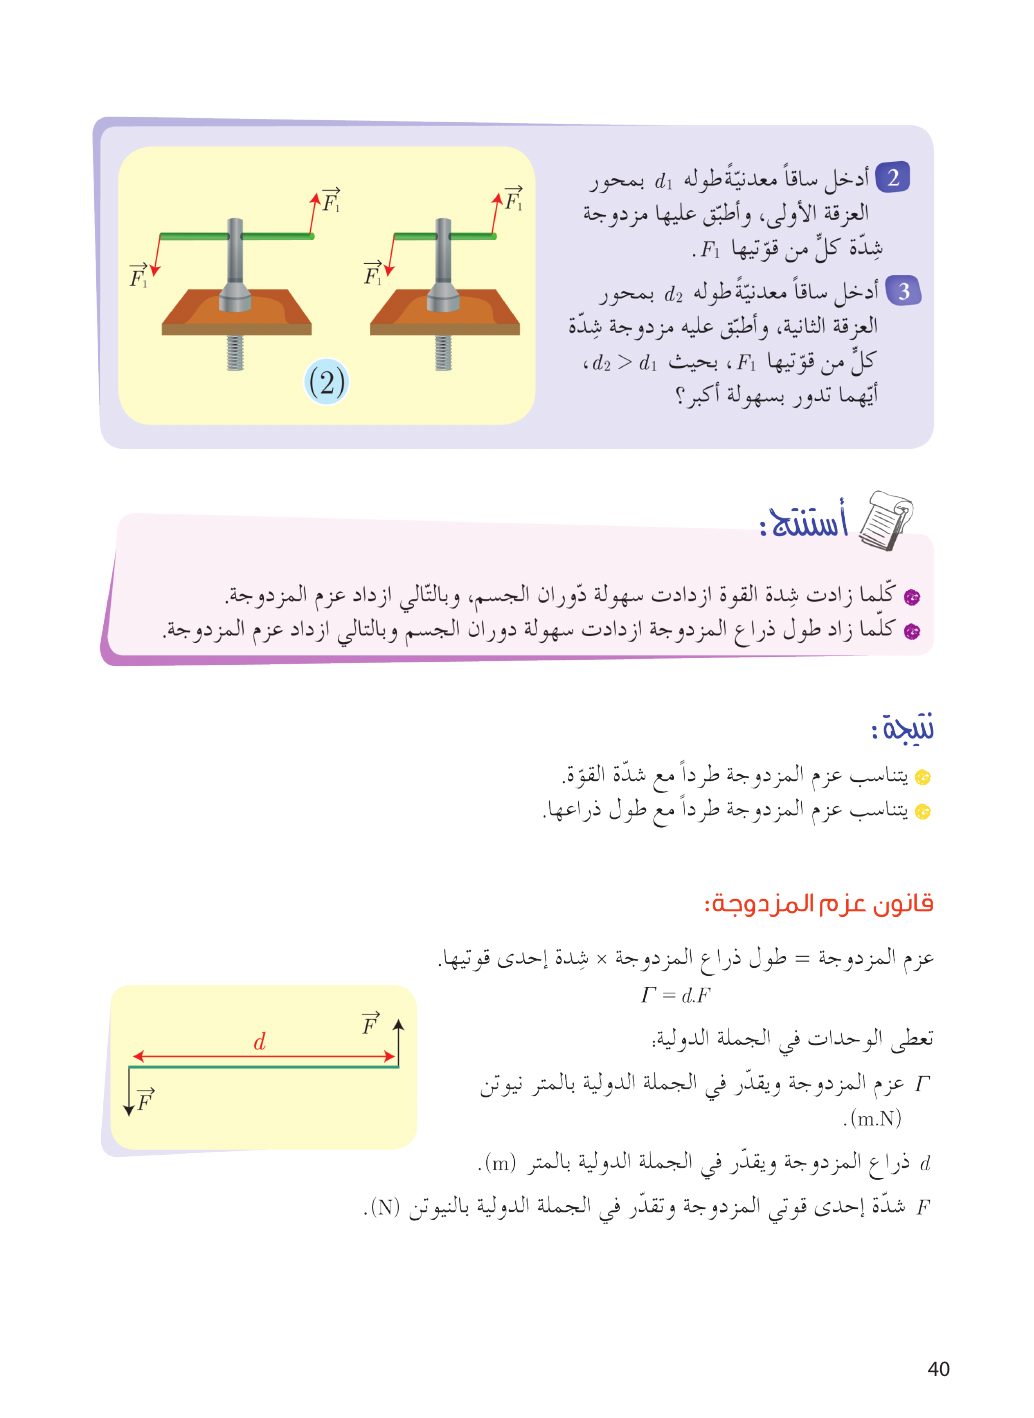 2 أدخل ساقاً معدنيّةً طوله d1 بمحور
العزقة الأولى، وأطبّق عليها مزدوجة
شِدّة كلٍّ من قوّتيها F1 .
3 أدخل ساقاً معدنيّةً طوله d2 بمحور
العزقة الثانية، وأطبّق عليه مزدوجة شِدّة
كلٍّ من قوّتيها F1 ، بحيث d2 > d1 ،
أيّهما تدور بسهولة أكبر؟
F1
F1
F1
F1
(2)
أستنتج:
كلّما زادت شِدة القوة ازدادت سهولة دّوران الجسم، وبالتّالي ازداد عزم المزدوجة.
كلّما زاد طول ذراع المزدوجة ازدادت سهولة دوران الجسم وبالتالي ازداد عزم المزدوجة.
نتيجة:
يتناسب عزم المزدوجة طرداً مع شدّة القوّة.
يتناسب عزم المزدوجة طرداً مع طول ذراعها.
قانون عزم المزدوجة:
عزم المزدوجة = طول ذراع المزدوجة × شِدة إحدى قوتيها.
Γ = d.F
تعطى الوحدات في الجملة الدولية:
Γ عزم المزدوجة ويقدّر في الجملة الدولية بالمتر نيوتن
(m.N).
d ذراع المزدوجة ويقدّر في الجملة الدولية بالمتر (m).
F شدّة إحدى قوتي المزدوجة وتقدّر في الجملة الدولية بالنيوتن (N).
F
d
F
40